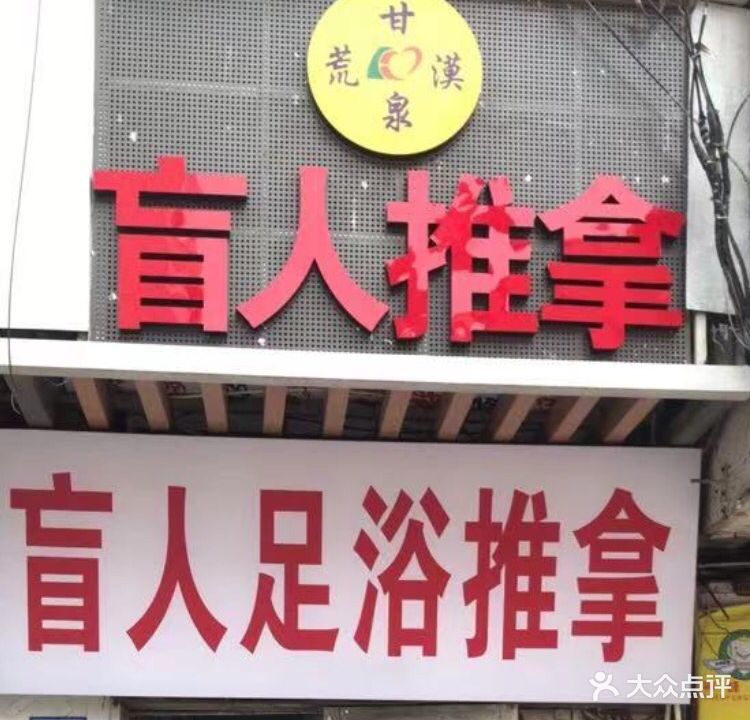 甘
荒漠
泉
盲人推拿
盲人足浴推拿
大众点评